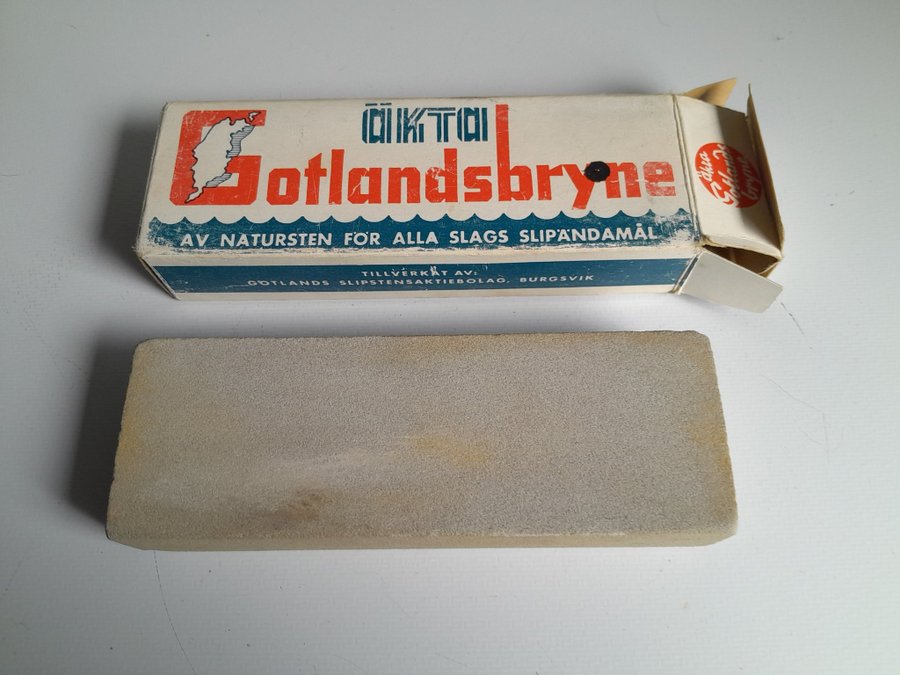 äkta
Gotlandsbryne
AV NATURSTEN FÖR ALLA SLAGS SLIPÄNDAMÅL
TILLVERKAT AV:
GOTLANDS SLIPSTENSAKTIEBOLAG, BURGSVIK
äkta
Gotlands
bryne